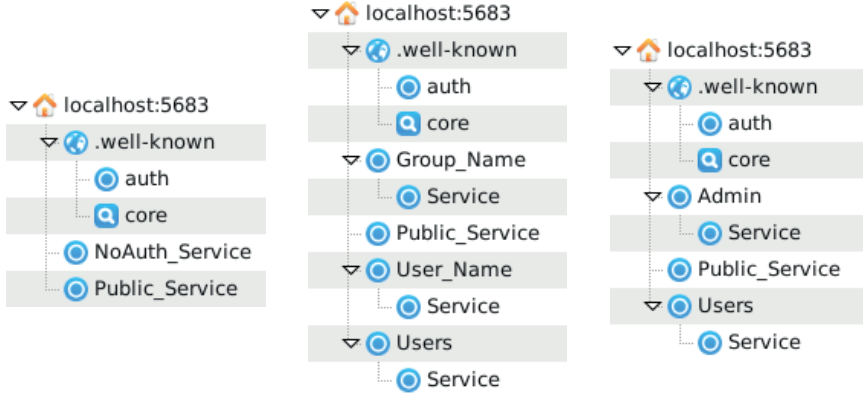 localhost:5683
.well-known
auth
core
NoAuth_Service
Public_Service
localhost:5683
.well-known
auth
core
Group_Name
Service
Public_Service
User_Name
Service
Users
Service
localhost:5683
.well-known
auth
core
Admin
Service
Public_Service
Users
Service